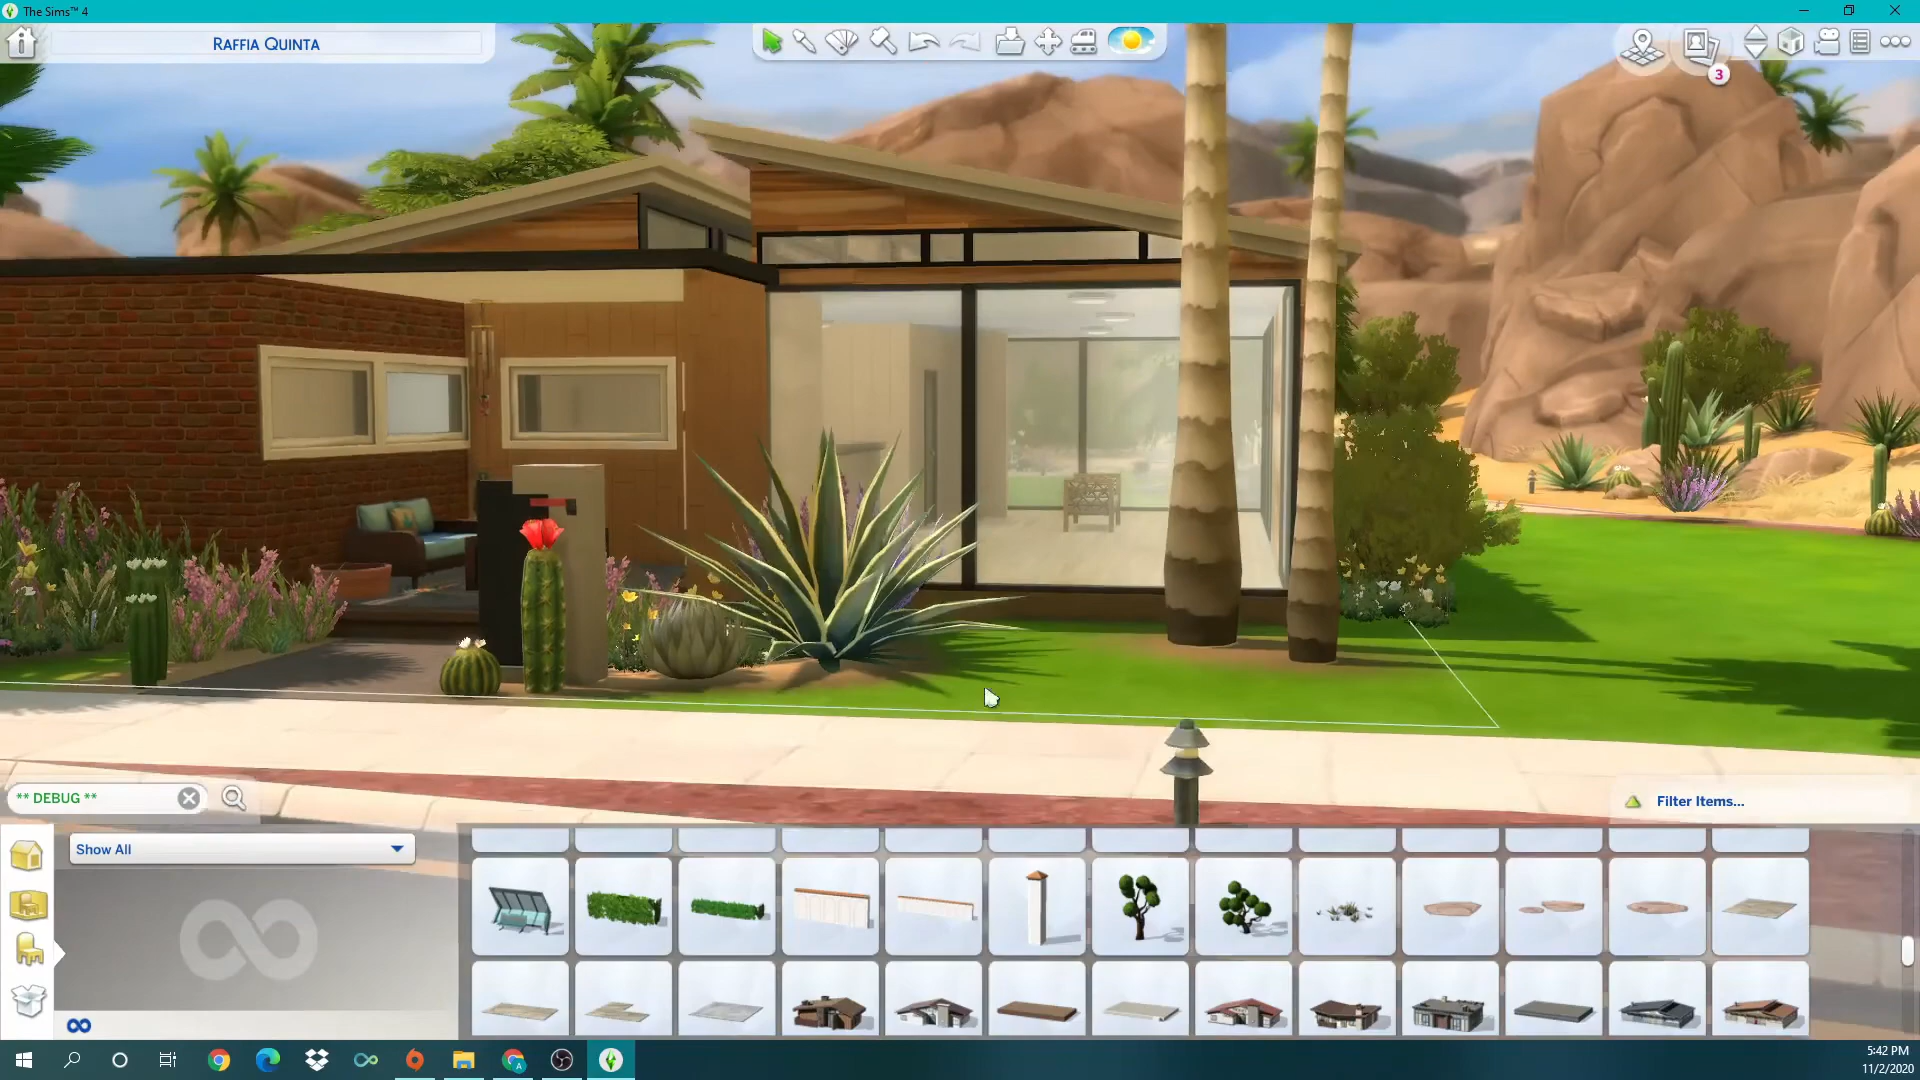 The Sims™ 4
RAFFIA QUINTA
3
** DEBUG **
Filter Items...
Show All
A
5:42 PM
11/2/2020